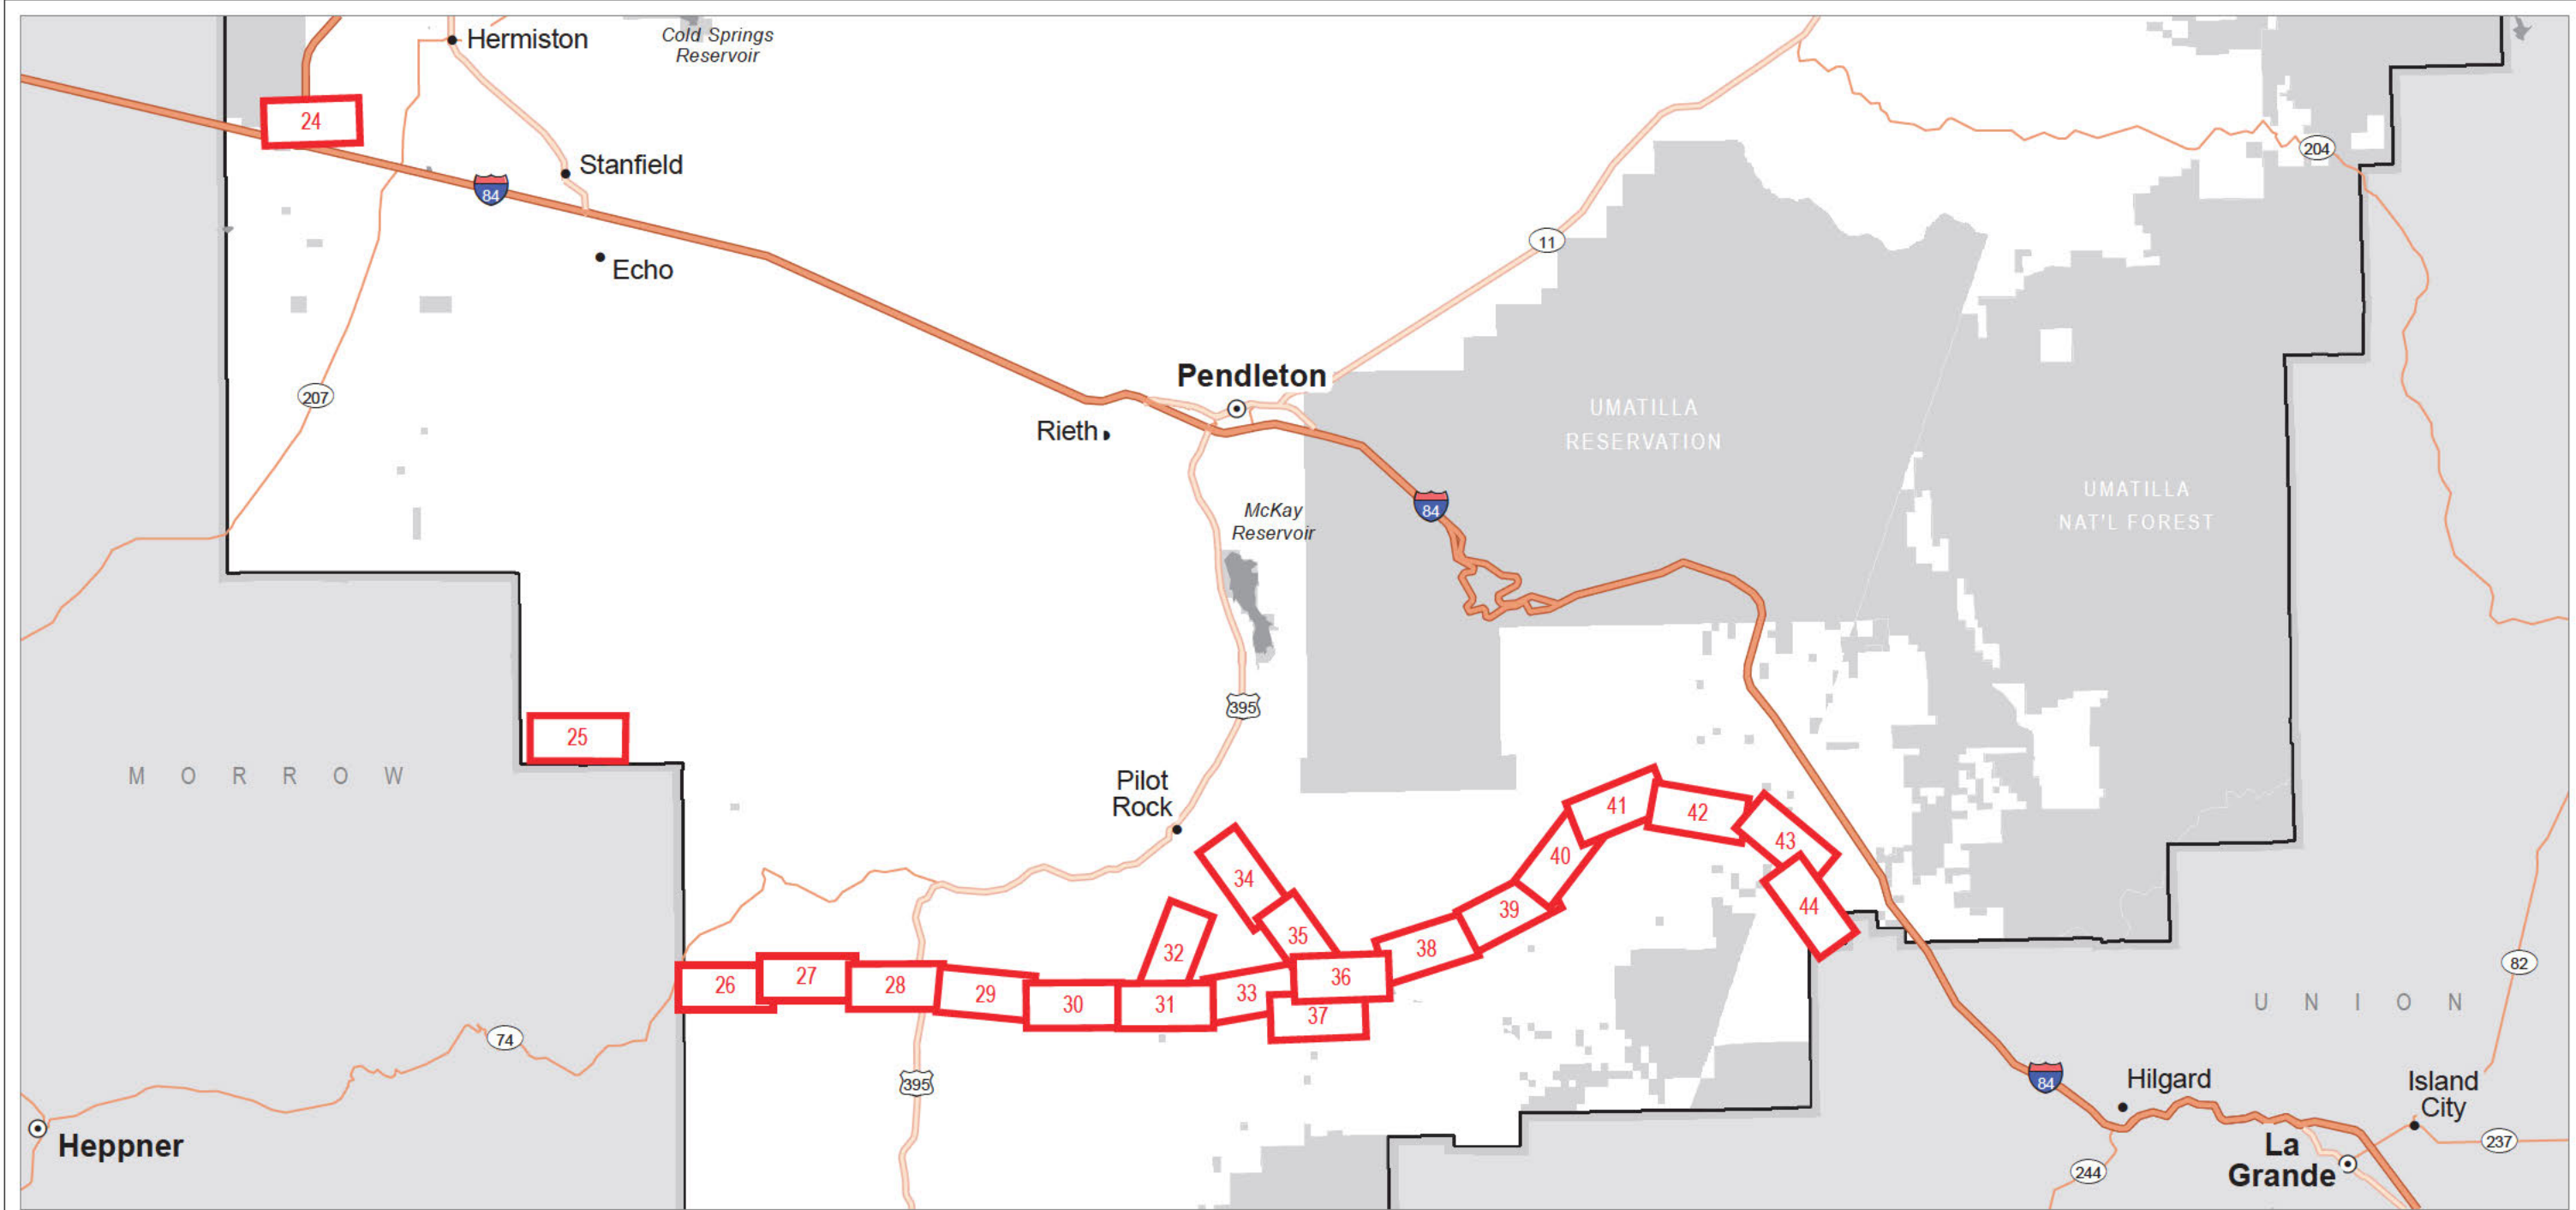 Hermiston
Cold Springs
Reservoir
24
Stanfield
84
204
11
Echo
Pendleton
207
Rieth
UMATILLA
RESERVATION
UMATILLA
NAT'L FOREST
84
McKay
Reservoir
395
25
MORROW
Pilot
Rock
41
42
43
40
34
44
39
35
38
32
36
26
27
28
29
30
31
33
37
82
UNION
74
395
84
Hilgard
Island
City
Heppner
237
La
Grande
244